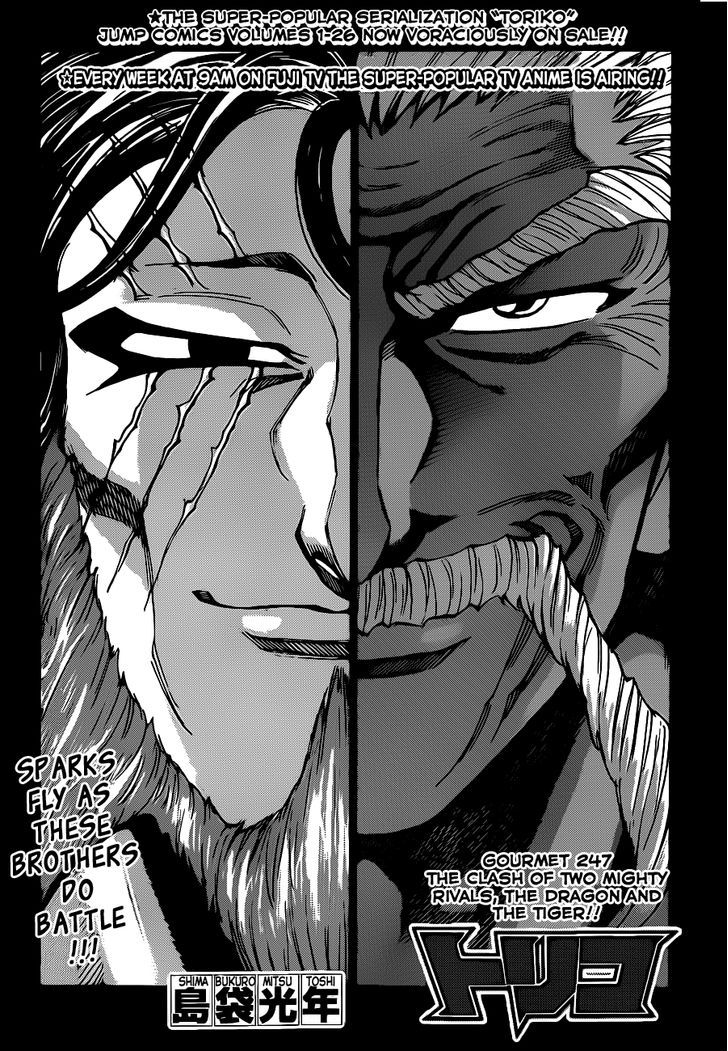 ★THE SUPER-POPULAR SERIALIZATION "TORIKO"
JUMP COMICS VOLUMES 1-26 NOW VORACIOUSLY ON SALE!!
★EVERY WEEK AT 9AM ON FUJI TV THE SUPER-POPULAR TV ANIME IS AIRING!!
SPARKS
FLY AS
THESE
BROTHERS
DO
BATTLE
!!!
GOURMET 247
THE CLASH OF TWO MIGHTY
RIVALS, THE DRAGON AND
THE TIGER!!
トリコ
SHIMA BUKURO MITSU TOSHI
島袋光年